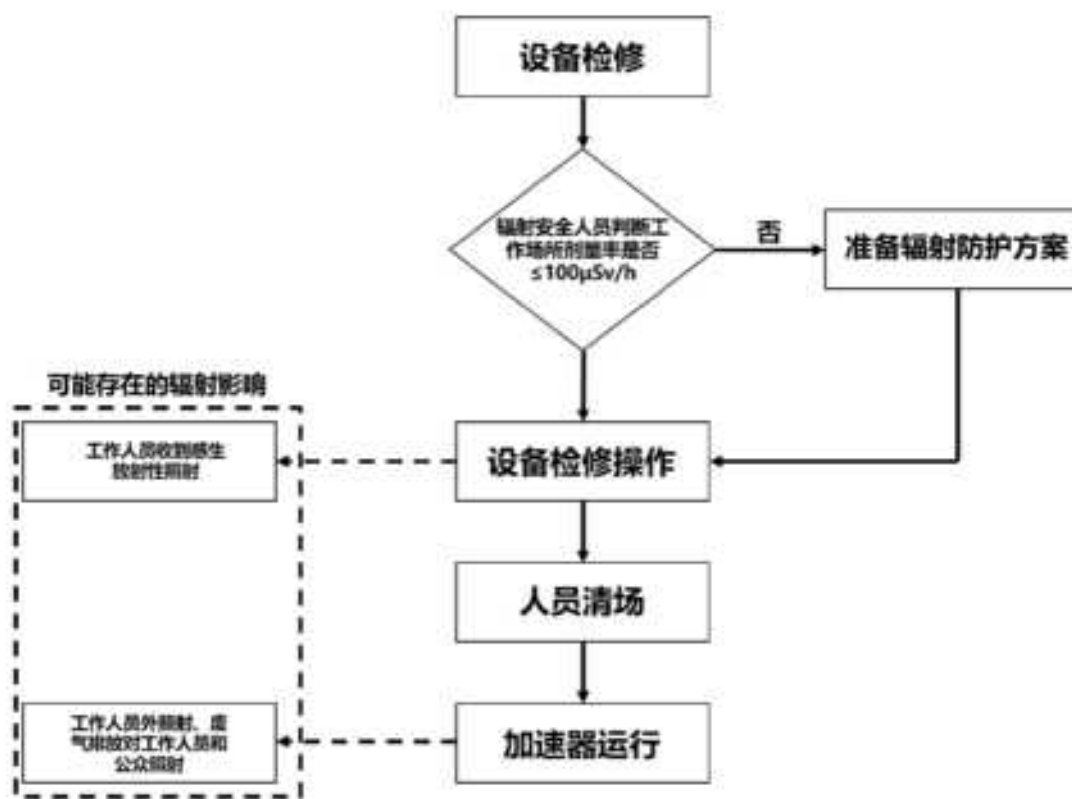 设备检修
辐射安全人员判断工
作场所剂量率是否
≤100μSv/h
否
准备辐射防护方案
可能存在的辐射影响
工作人员收到感生
放射性照射
设备检修操作
人员清场
工作人员外照射、废
气排放对工作人员和
公众照射
加速器运行